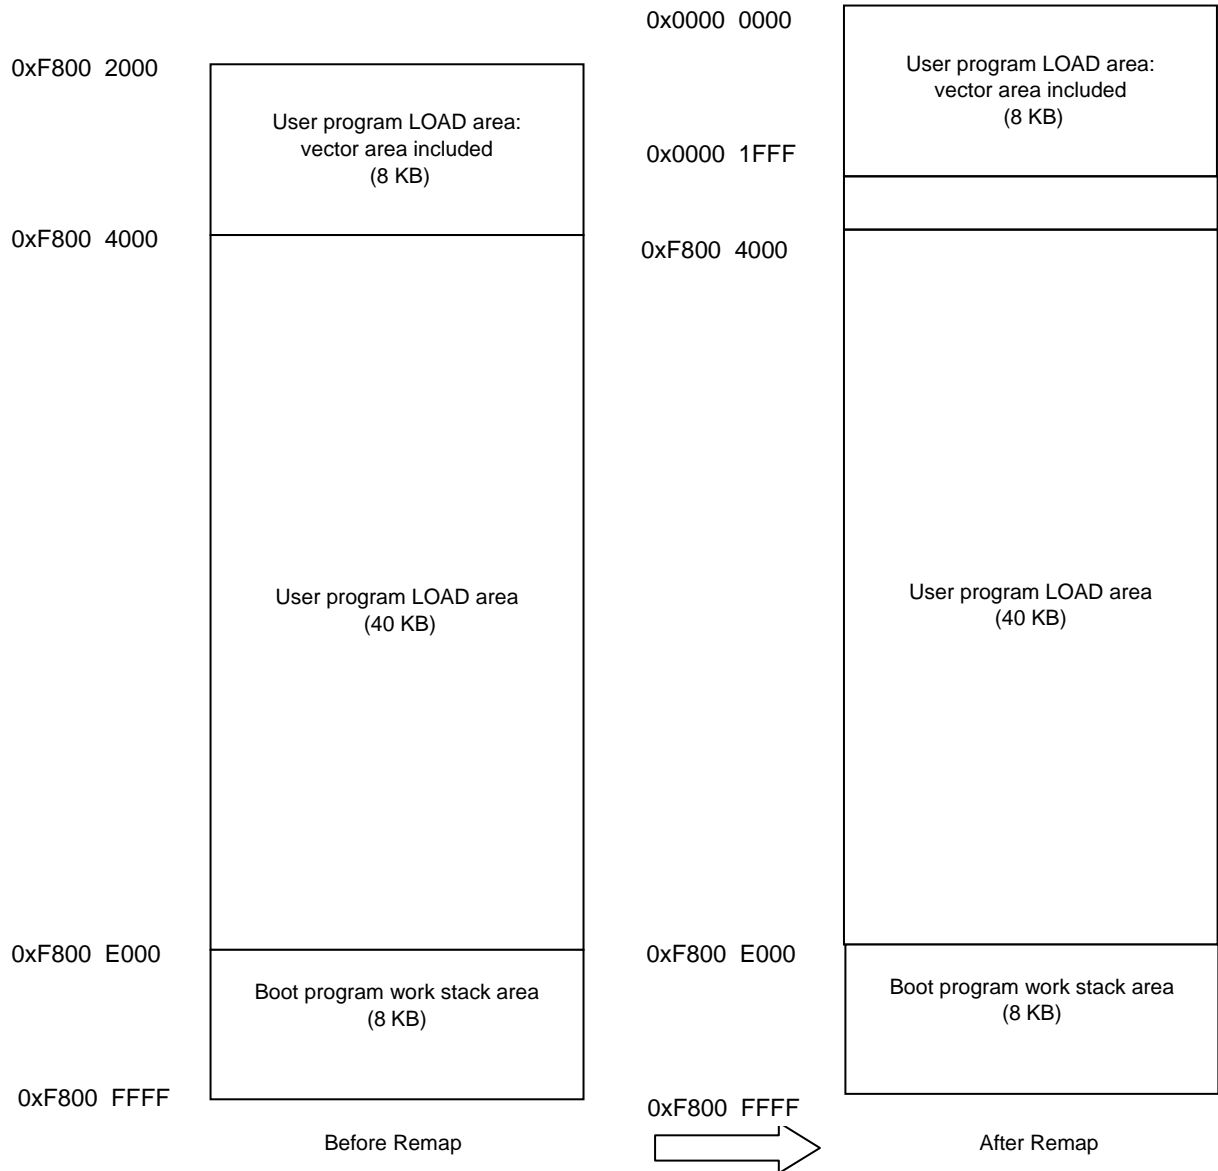 0xF800 2000
User program LOAD area:
vector area included
(8 KB)
0xF800 4000
User program LOAD area
(40 KB)
0xF800 E000
Boot program work stack area
(8 KB)
0xF800 FFFF
Before Remap
0x0000 0000
User program LOAD area:
vector area included
(8 KB)
0x0000 1FFF
0xF800 4000
User program LOAD area
(40 KB)
0xF800 E000
Boot program work stack area
(8 KB)
0xF800 FFFF
After Remap